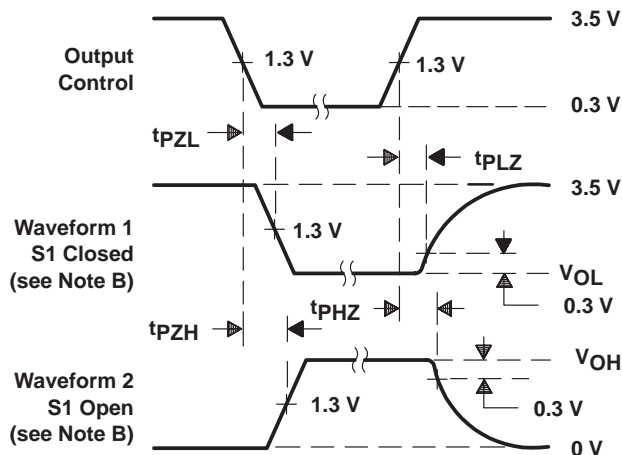 3.5 V
Output
Control
1.3 V
1.3 V
0.3 V
tPZL
tPLZ
3.5 V
Waveform 1
S1 Closed
(see Note B)
1.3 V
VOL
0.3 V
tPZH
tPHZ
VOH
Waveform 2
S1 Open
(see Note B)
1.3 V
0.3 V
0 V